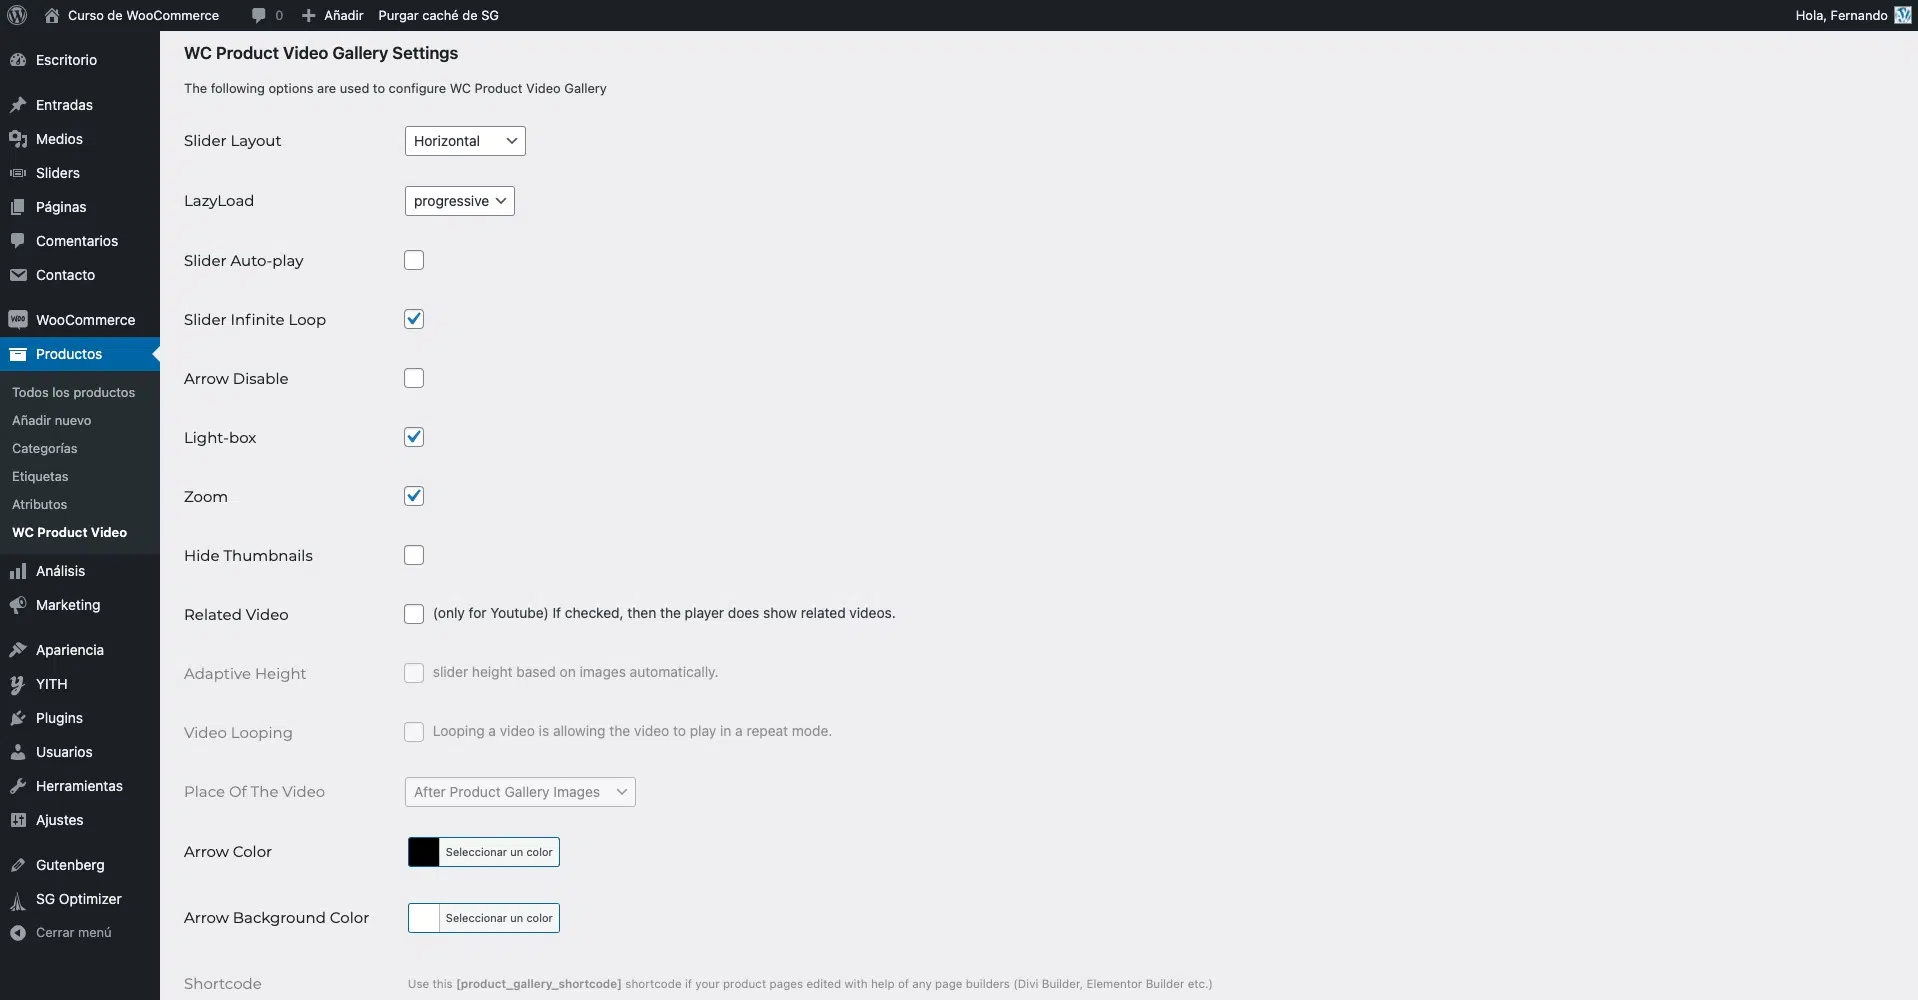 Curso de WooCommerce 0 Añadir Purgar caché de SG Hola, Fernando
Escritorio
Entradas
Medios
Sliders
Páginas
Comentarios
Contacto
WooCommerce
Productos
Todos los productos
Añadir nuevo
Categorías
Etiquetas
Atributos
WC Product Video
Análisis
Marketing
Apariencia
YITH
Plugins
Usuarios
Herramientas
Ajustes
Gutenberg
SG Optimizer
Cerrar menú
WC Product Video Gallery Settings
The following options are used to configure WC Product Video Gallery
Slider Layout Horizontal
LazyLoad progressive
Slider Auto-play
Slider Infinite Loop
Arrow Disable
Light-box
Zoom
Hide Thumbnails
Related Video (only for Youtube) If checked, then the player does show related videos.
Adaptive Height slider height based on images automatically.
Video Looping Looping a video is allowing the video to play in a repeat mode.
Place Of The Video After Product Gallery Images
Arrow Color Seleccionar un color
Arrow Background Color Seleccionar un color
Shortcode Use this [product_gallery_shortcode] shortcode if your product pages edited with help of any page builders (Divi Builder, Elementor Builder etc.)